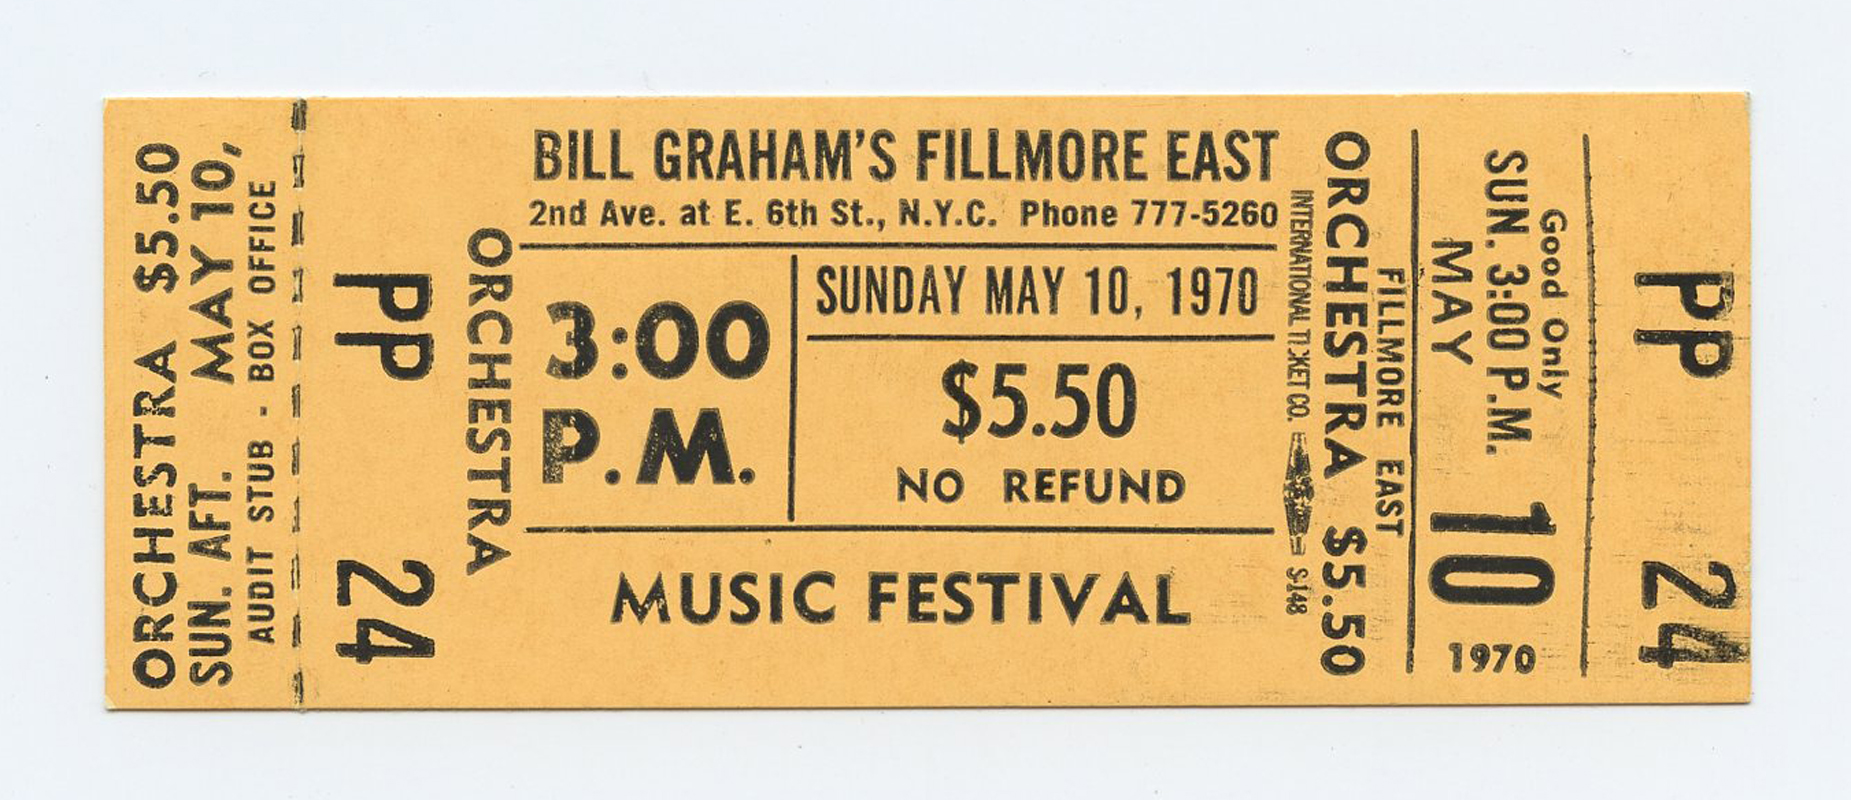 ORCHESTRA $5.50
SUN. AFT. MAY 10,
AUDIT STUB - BOX OFFICE
PP 24
ORCHESTRA
BILL GRAHAM'S FILLMORE EAST
2nd Ave. at E. 6th St., N.Y.C. Phone 777-5260
3:00
P.M.
SUNDAY MAY 10, 1970
$5.50
NO REFUND
MUSIC FESTIVAL
INTERNATIONAL TICKET CO. S-148
FILLMORE EAST
ORCHESTRA $5.50
Good Only
SUN. 3:00 P.M.
MAY 10
1970
PP 24